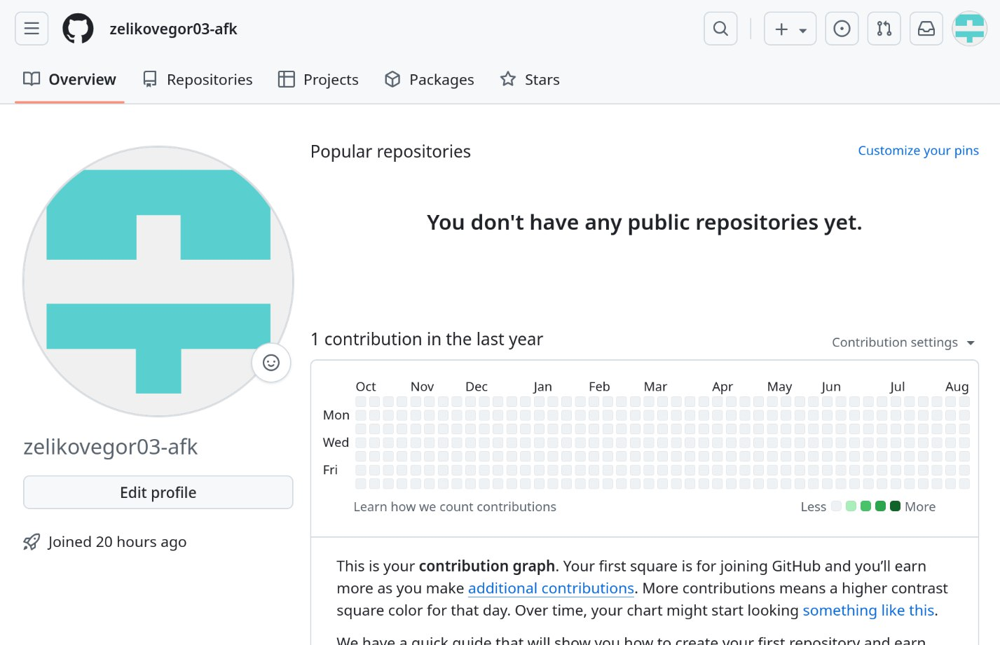 zelikovegor03-afk
Overview Repositories Projects Packages Stars
Popular repositories Customize your pins
You don't have any public repositories yet.
1 contribution in the last year Contribution settings
Oct Nov Dec Jan Feb Mar Apr May Jun Jul Aug
Mon
Wed
Fri
Learn how we count contributions Less More
zelikovegor03-afk
Edit profile
Joined 20 hours ago
This is your contribution graph. Your first square is for joining GitHub and you’ll earn
more as you make additional contributions. More contributions means a higher contrast
square color for that day. Over time, your chart might start looking something like this.
We have a quick guide that will show you how to create your first repository and earn